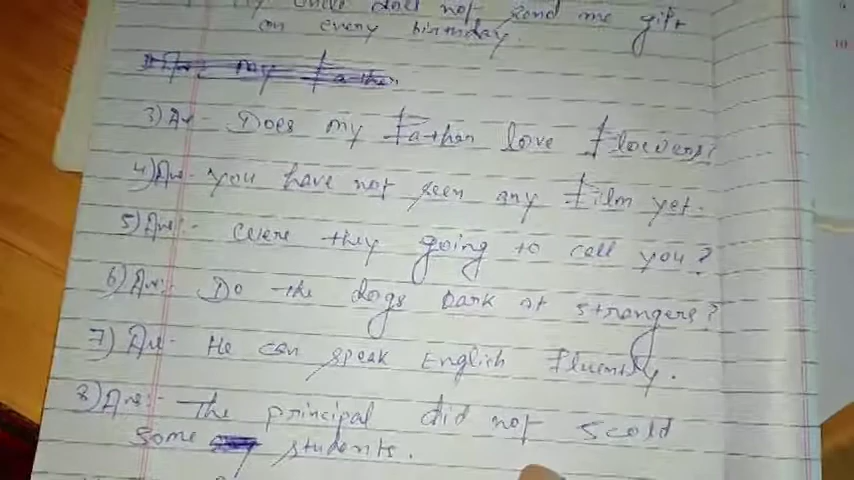 My uncle does not send me gift
on every birthday.
Ans: my father
3) Ans:- Does my father love flowers?
4) Ans:- you have not seen any film yet.
5) Ans:- Were they going to call you?
6) Ans:- Do the dogs bark at strangers?
7) Ans:- He can speak English fluently.
8) Ans:- The principal did not scold
some students.
10